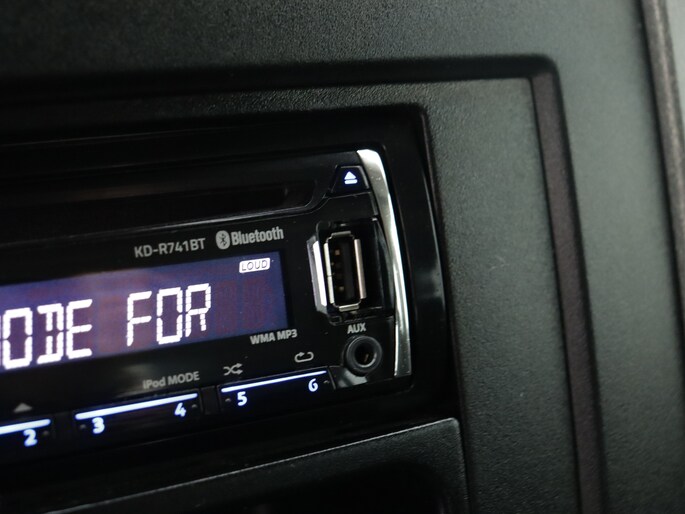 KD-R741BT Bluetooth
LOUD
ODE FOR
WMA MP3
AUX
iPod MODE
2 3 4 5 6